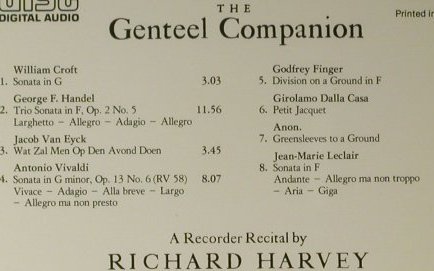 DIGITAL AUDIO
THE
Printed in
Genteel Companion
William Croft
1. Sonata in G 3.03
George F. Handel
2. Trio Sonata in F, Op. 2 No. 5 11.56
Larghetto – Allegro – Adagio – Allegro
Jacob Van Eyck
3. Wat Zal Men Op Den Avond Doen 3.45
Antonio Vivaldi
4. Sonata in G minor, Op. 13 No. 6 (RV 58) 8.07
Vivace – Adagio – Alla breve – Largo
– Allegro ma non presto
Godfrey Finger
5. Division on a Ground in F
Girolamo Dalla Casa
6. Petit Jacquet
Anon.
7. Greensleeves to a Ground
Jean-Marie Leclair
8. Sonata in F
Andante – Allegro ma non troppo
– Aria – Giga
A Recorder Recital by
RICHARD HARVEY